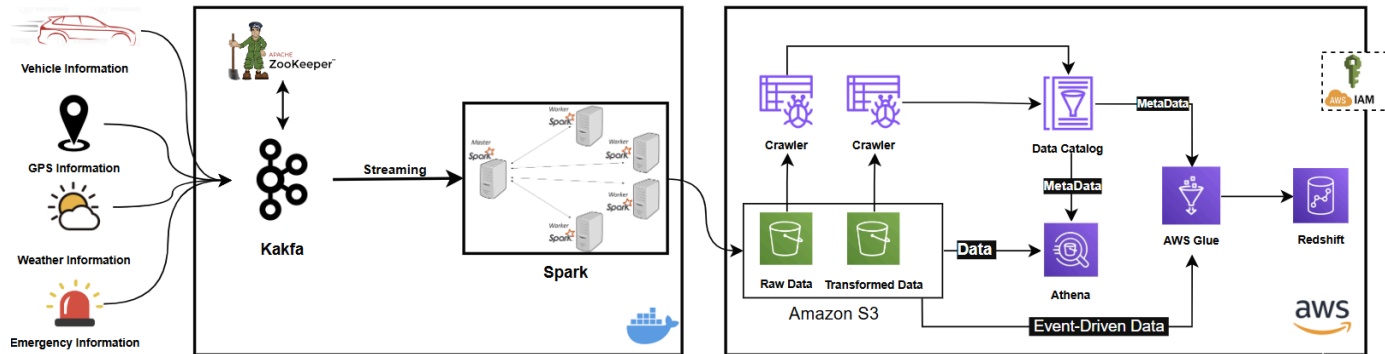 Vehicle Information
GPS Information
Weather Information
Emergency Information
APACHE
ZooKeeper™
Kakfa
Streaming
Master
Spark
Worker
Spark
Worker
Spark
Worker
Spark
Worker
Spark
Spark
Crawler
Crawler
Data Catalog
MetaData
MetaData
Raw Data
Transformed Data
Amazon S3
Data
Athena
AWS Glue
Redshift
Event-Driven Data
AWS
IAM
aws